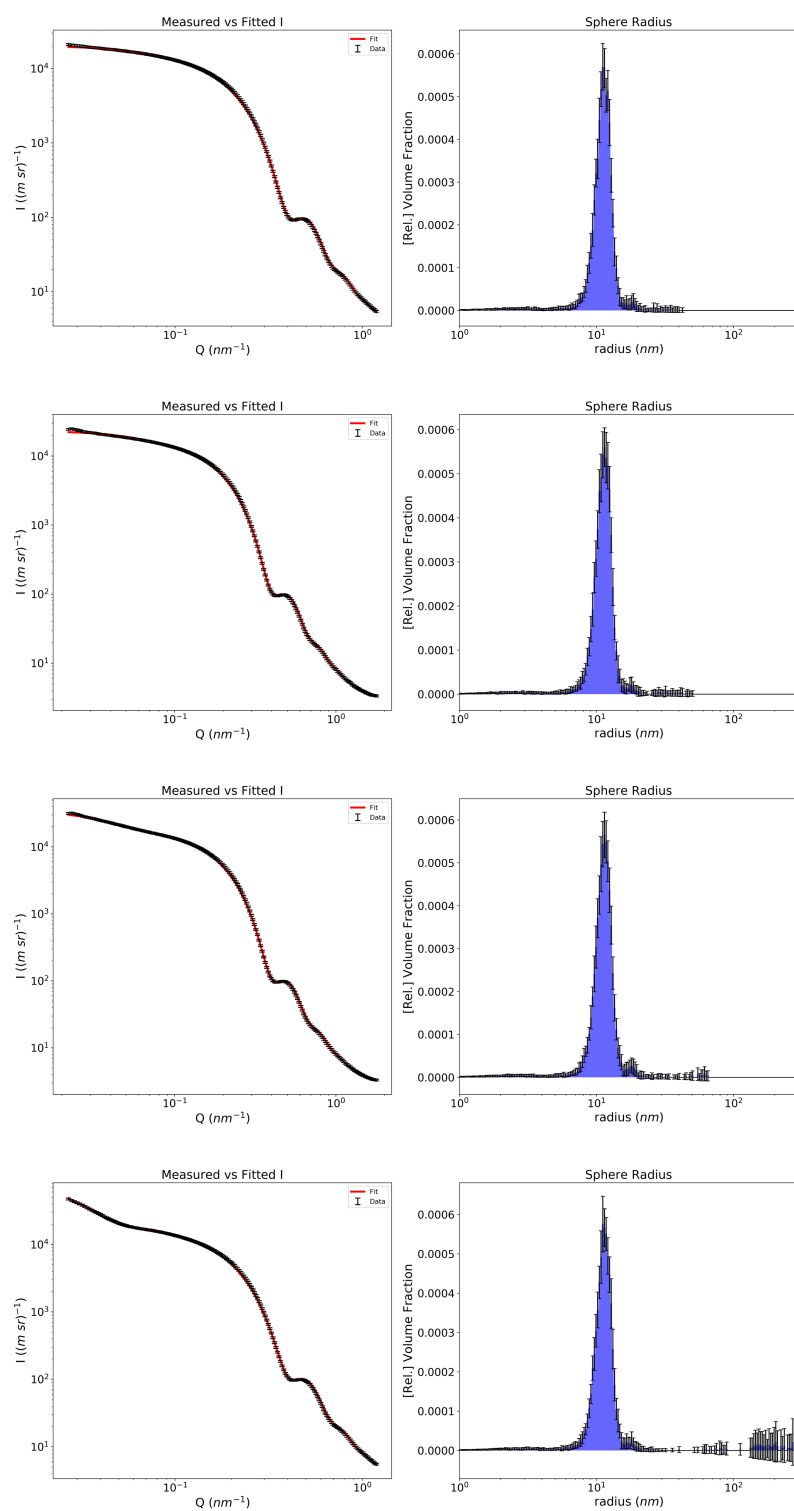 Measured vs Fitted I
Fit
Data
10⁴
10³
10²
10¹
I ((m sr)⁻¹)
10⁻¹
10⁰
Q (nm⁻¹)
Sphere Radius
0.0006
0.0005
0.0004
0.0003
0.0002
0.0001
0.0000
[Rel.] Volume Fraction
10⁰
10¹
10²
radius (nm)
Measured vs Fitted I
Fit
Data
10⁴
10³
10²
10¹
I ((m sr)⁻¹)
10⁻¹
10⁰
Q (nm⁻¹)
Sphere Radius
0.0006
0.0005
0.0004
0.0003
0.0002
0.0001
0.0000
[Rel.] Volume Fraction
10⁰
10¹
10²
radius (nm)
Measured vs Fitted I
Fit
Data
10⁴
10³
10²
10¹
I ((m sr)⁻¹)
10⁻¹
10⁰
Q (nm⁻¹)
Sphere Radius
0.0006
0.0005
0.0004
0.0003
0.0002
0.0001
0.0000
[Rel.] Volume Fraction
10⁰
10¹
10²
radius (nm)
Measured vs Fitted I
Fit
Data
10⁴
10³
10²
10¹
I ((m sr)⁻¹)
10⁻¹
10⁰
Q (nm⁻¹)
Sphere Radius
0.0006
0.0005
0.0004
0.0003
0.0002
0.0001
0.0000
[Rel.] Volume Fraction
10⁰
10¹
10²
radius (nm)